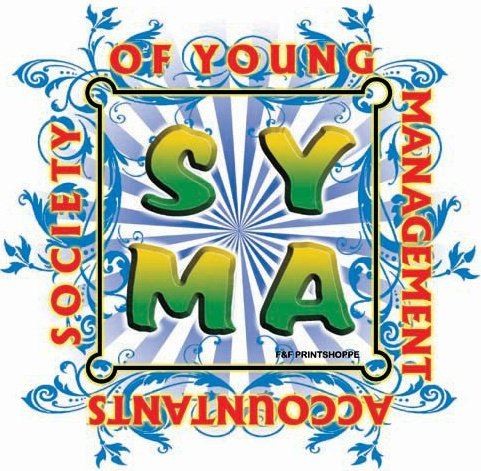 SOCIETY
OF YOUNG
MANAGEMENT
ACCOUNTANTS
SY
MA
F&F PRINTSHOPPE